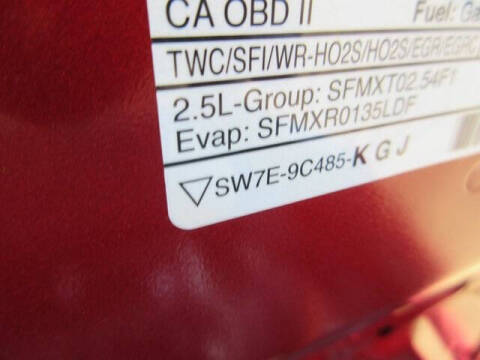 CA OBD II Fuel: Ga
TWC/SFI/WR-HO2S/HO2S/EGR/EGRC
2.5L-Group: SFMXT02.54F1
Evap: SFMXR0135LDF
SW7E-9C485-K G J